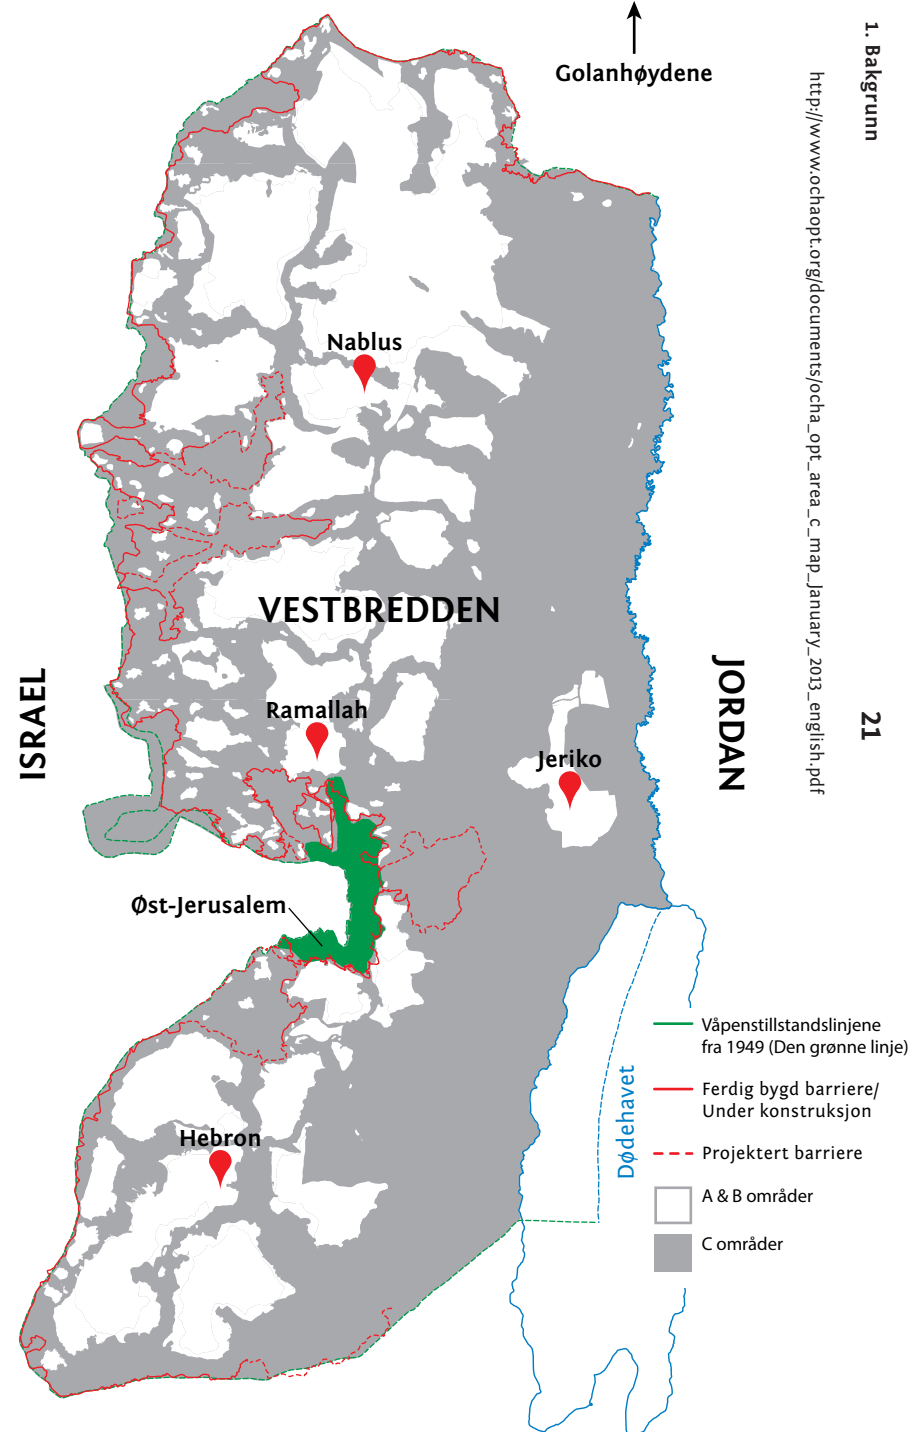 1. Bakgrunn
21
http://www.ochaopt.org/documents/ocha_opt_area_c_map_January_2013_english.pdf
Golanhøydene
Nablus
VESTBREDDEN
ISRAEL
JORDAN
Ramallah
Jeriko
Øst-Jerusalem
Hebron
Dødehavet
Våpenstillstandslinjene
fra 1949 (Den grønne linje)
Ferdig bygd barriere/
Under konstruksjon
Projektert barriere
A & B områder
C områder